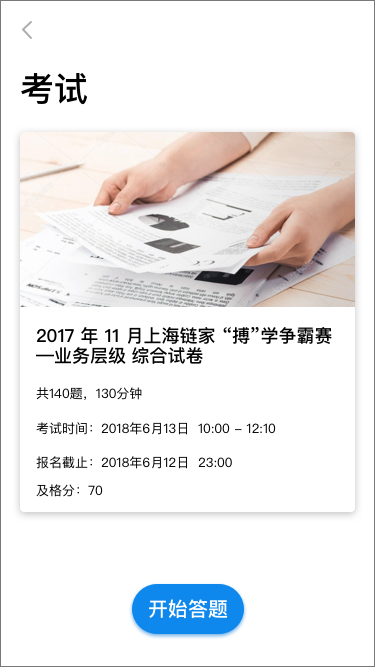 考试
2017 年 11 月上海链家 “搏”学争霸赛
—业务层级 综合试卷
共140题，130分钟
考试时间：2018年6月13日  10:00 – 12:10
报名截止：2018年6月12日  23:00
及格分：70
开始答题